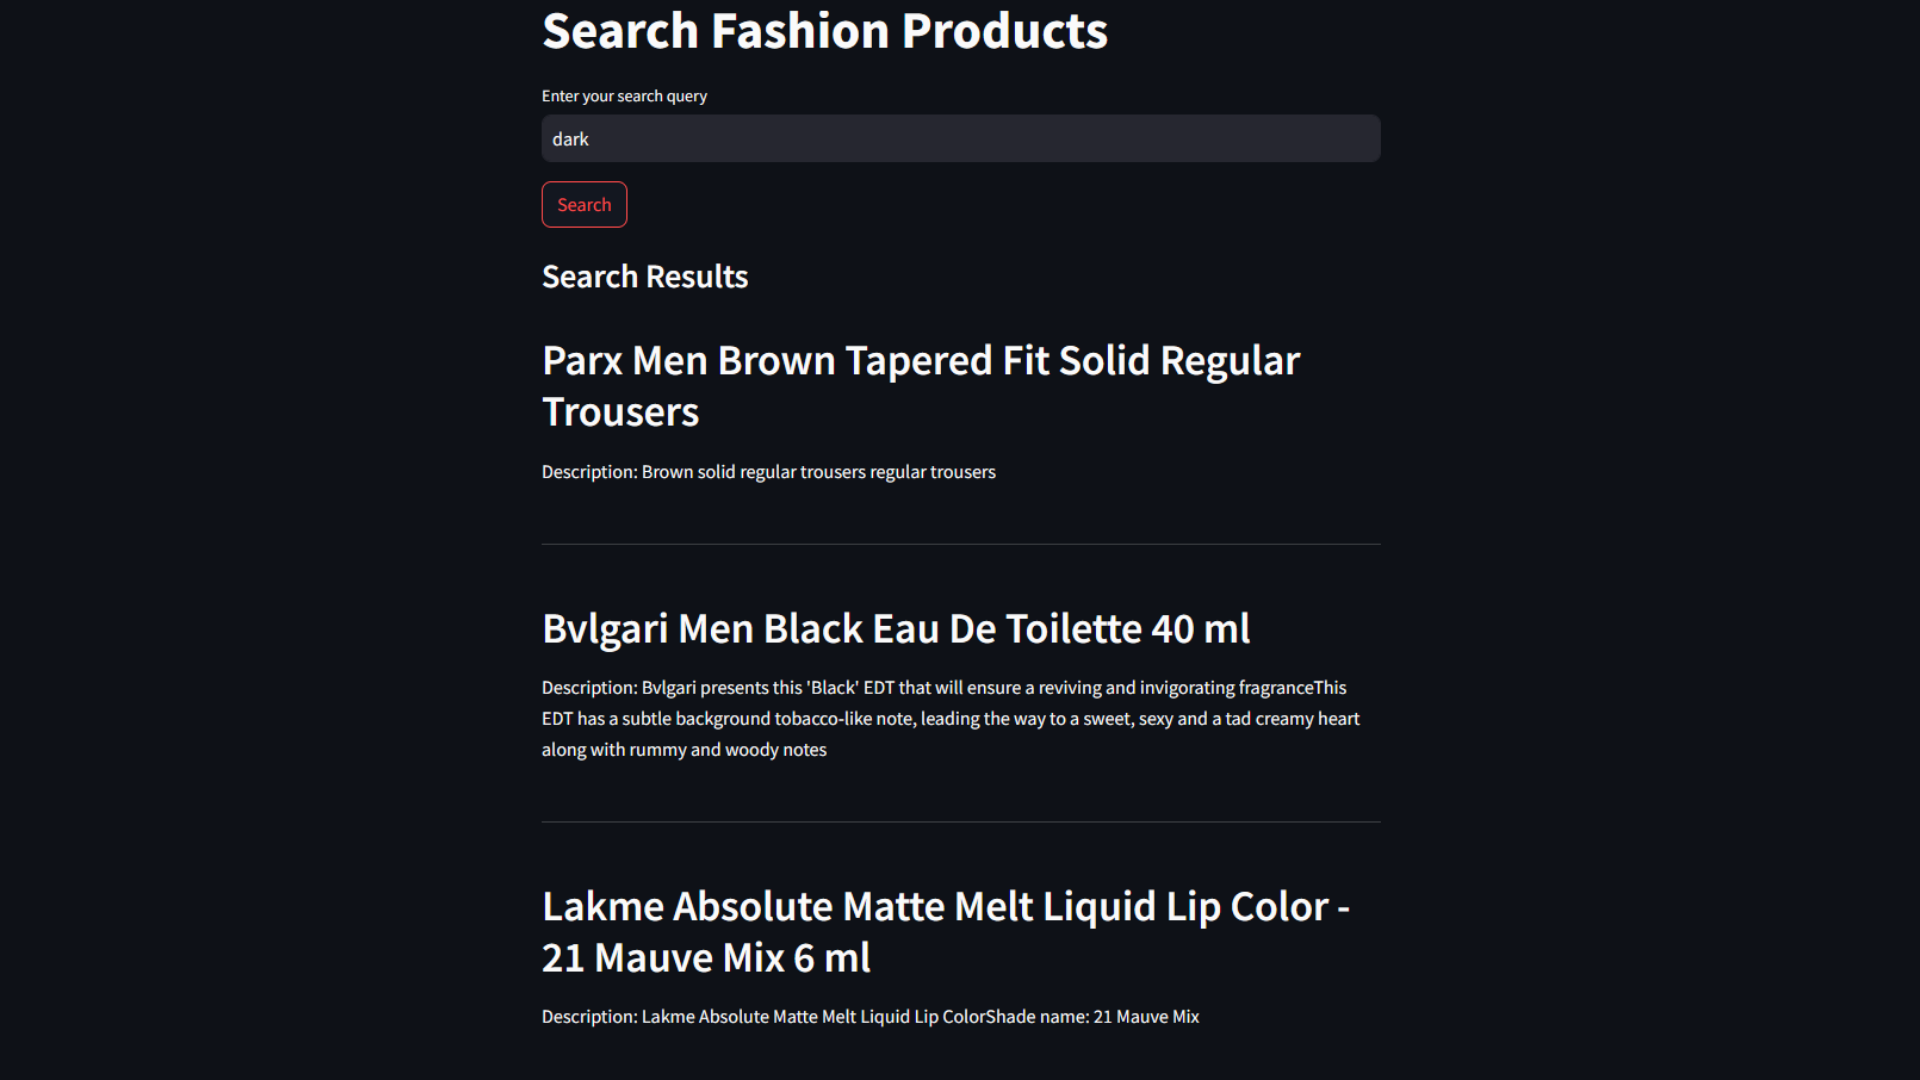 Search Fashion Products
Enter your search query
dark
Search
Search Results
Parx Men Brown Tapered Fit Solid Regular
Trousers
Description: Brown solid regular trousers regular trousers
Bvlgari Men Black Eau De Toilette 40 ml
Description: Bvlgari presents this 'Black' EDT that will ensure a reviving and invigorating fragranceThis
EDT has a subtle background tobacco-like note, leading the way to a sweet, sexy and a tad creamy heart
along with rummy and woody notes
Lakme Absolute Matte Melt Liquid Lip Color -
21 Mauve Mix 6 ml
Description: Lakme Absolute Matte Melt Liquid Lip ColorShade name: 21 Mauve Mix